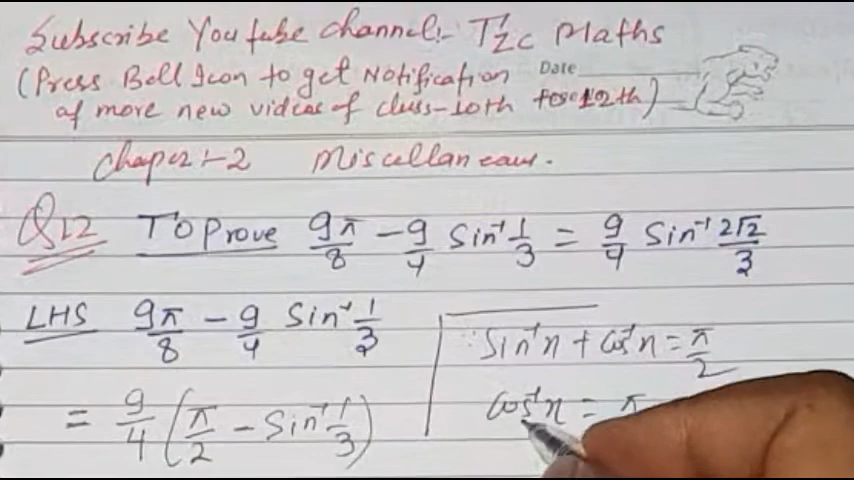 Subscribe YouTube channel:- Tizc Maths
(Press Bell Icon to get Notification
Date
of more new videos of class-10th for 12th)
Chaper:-2 Miscellaneous.
Q12 To Prove 9π/8 - 9/4 Sin⁻¹ 1/3 = 9/4 Sin⁻¹ 2√2/3
LHS 9π/8 - 9/4 Sin⁻¹ 1/3
= 9/4 (π/2 - Sin⁻¹ 1/3)
∵ Sin⁻¹x + Cos⁻¹x = π/2
Cos⁻¹x = π